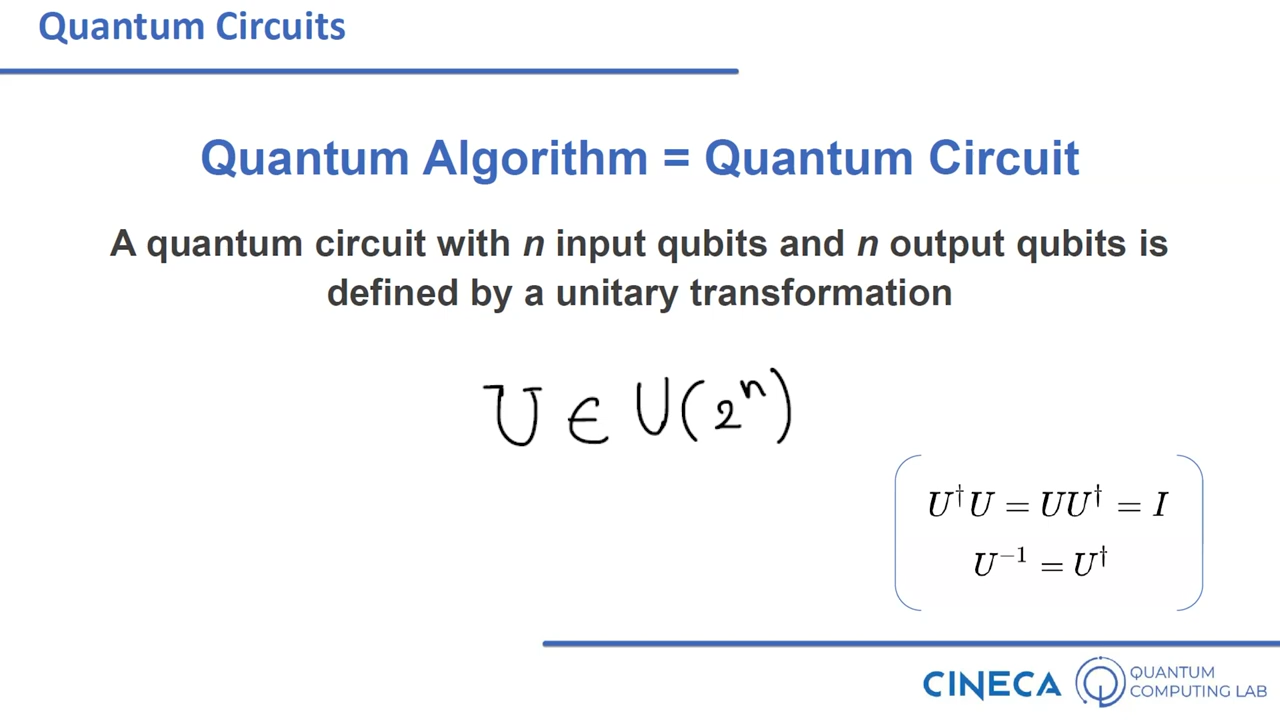 Quantum Circuits
Quantum Algorithm = Quantum Circuit
A quantum circuit with n input qubits and n output qubits is
defined by a unitary transformation
U ∈ U(2ⁿ)
U†U = UU† = I
U⁻¹ = U†
CINECA
QUANTUM
COMPUTING LAB